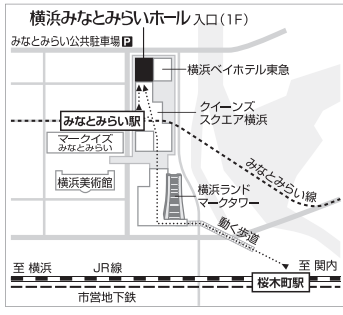 横浜みなとみらいホール 入口(1F)
みなとみらい公共駐車場 P
横浜ベイホテル東急
クイーンズ
スクエア横浜
みなとみらい駅
マークイズ
みなとみらい
みなとみらい線
横浜美術館
横浜ランド
マークタワー
動く歩道
至 横浜
JR線
至 関内
桜木町駅
市営地下鉄